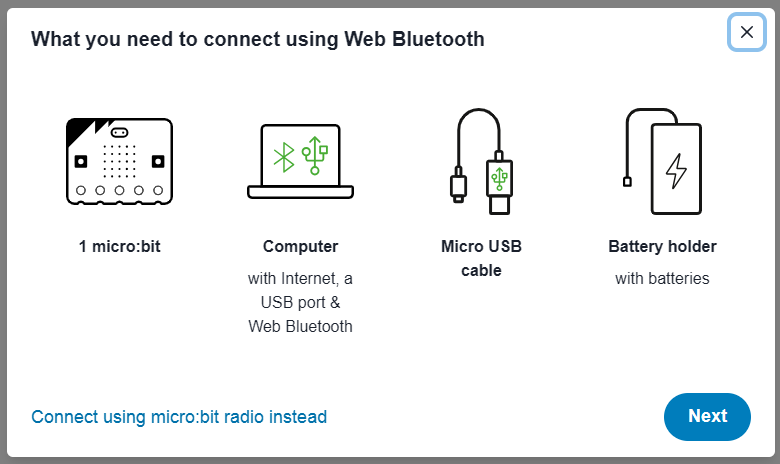 What you need to connect using Web Bluetooth
1 micro:bit
Computer
with Internet, a
USB port &
Web Bluetooth
Micro USB
cable
Battery holder
with batteries
Connect using micro:bit radio instead
Next